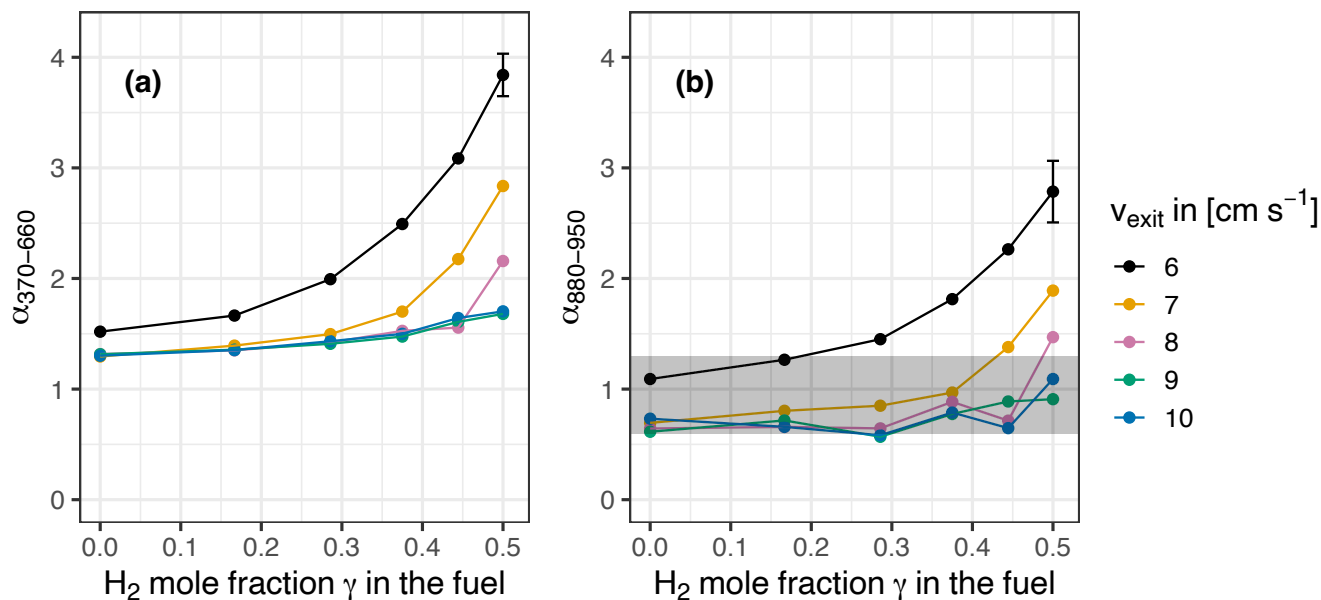 (a)
4
3
2
1
0
α370−660
0.0 0.1 0.2 0.3 0.4 0.5
H2 mole fraction γ in the fuel
(b)
4
3
2
1
0
α880−950
0.0 0.1 0.2 0.3 0.4 0.5
H2 mole fraction γ in the fuel
vexit in [cm s−1]
6
7
8
9
10